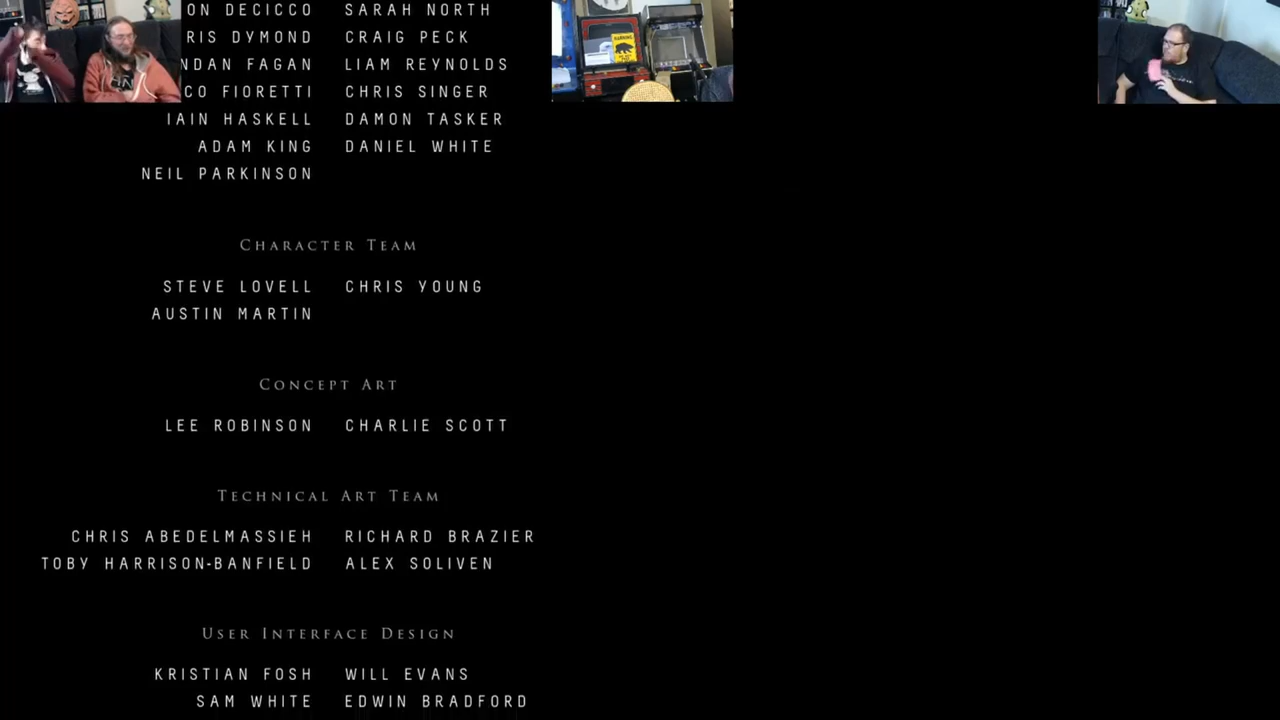 ON DECICCO SARAH NORTH
RIS DYMOND CRAIG PECK
NDAN FAGAN LIAM REYNOLDS
CO FIORETTI CHRIS SINGER
IAIN HASKELL DAMON TASKER
ADAM KING DANIEL WHITE
NEIL PARKINSON
CHARACTER TEAM
STEVE LOVELL CHRIS YOUNG
AUSTIN MARTIN
CONCEPT ART
LEE ROBINSON CHARLIE SCOTT
TECHNICAL ART TEAM
CHRIS ABEDELMASSIEH RICHARD BRAZIER
TOBY HARRISON-BANFIELD ALEX SOLIVEN
USER INTERFACE DESIGN
KRISTIAN FOSH WILL EVANS
SAM WHITE EDWIN BRADFORD